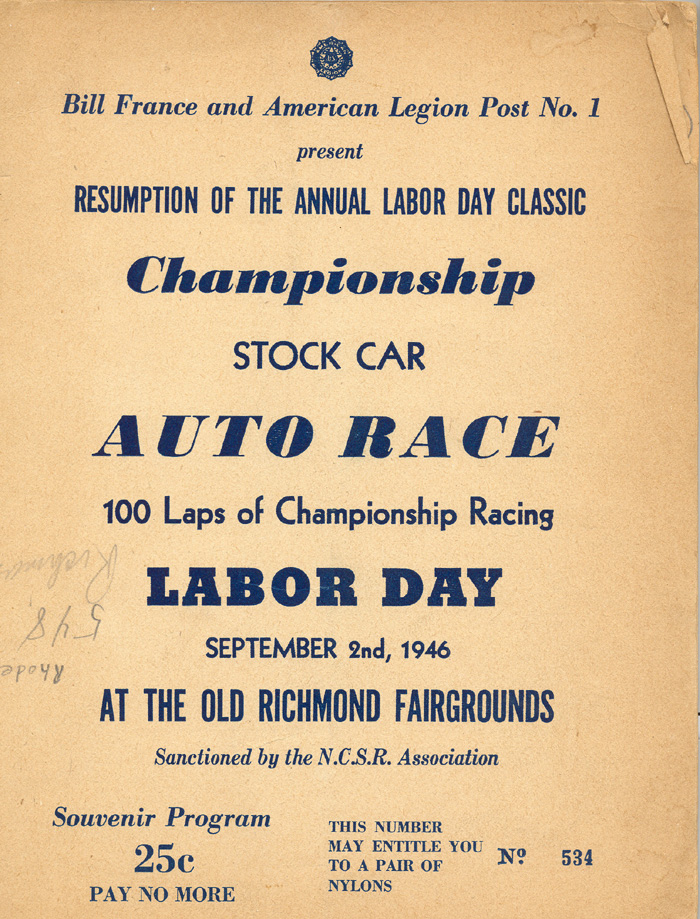 Bill France and American Legion Post No. 1
present
RESUMPTION OF THE ANNUAL LABOR DAY CLASSIC
Championship
STOCK CAR
AUTO RACE
100 Laps of Championship Racing
LABOR DAY
SEPTEMBER 2nd, 1946
AT THE OLD RICHMOND FAIRGROUNDS
Sanctioned by the N.C.S.R. Association
Souvenir Program
25c
PAY NO MORE
THIS NUMBER
MAY ENTITLE YOU
TO A PAIR OF
NYLONS
Nº 534
548
Rhode